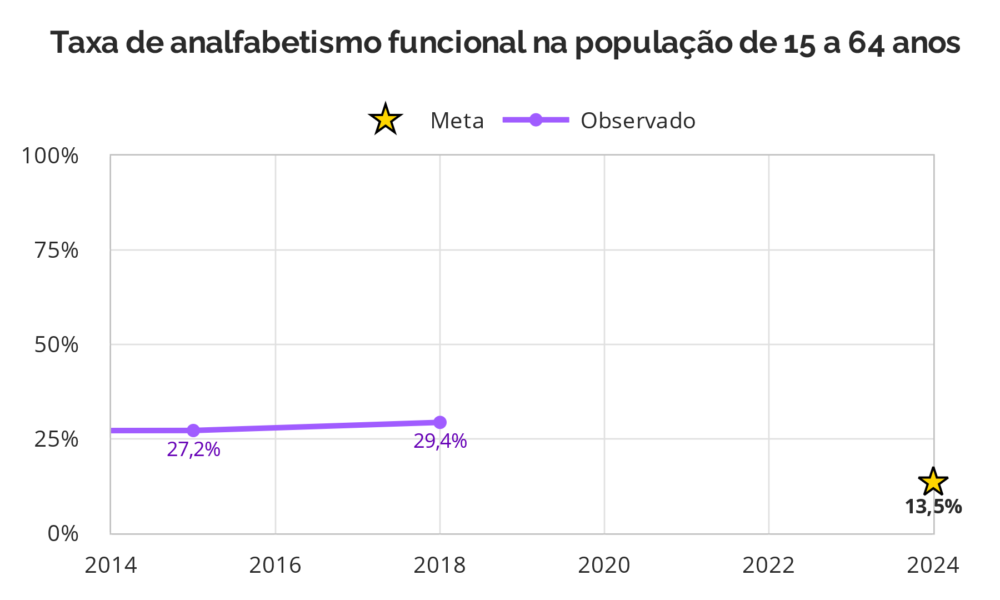 Taxa de analfabetismo funcional na população de 15 a 64 anos
Meta Observado
100%
75%
50%
25%
0%
27,2%
29,4%
13,5%
2014 2016 2018 2020 2022 2024